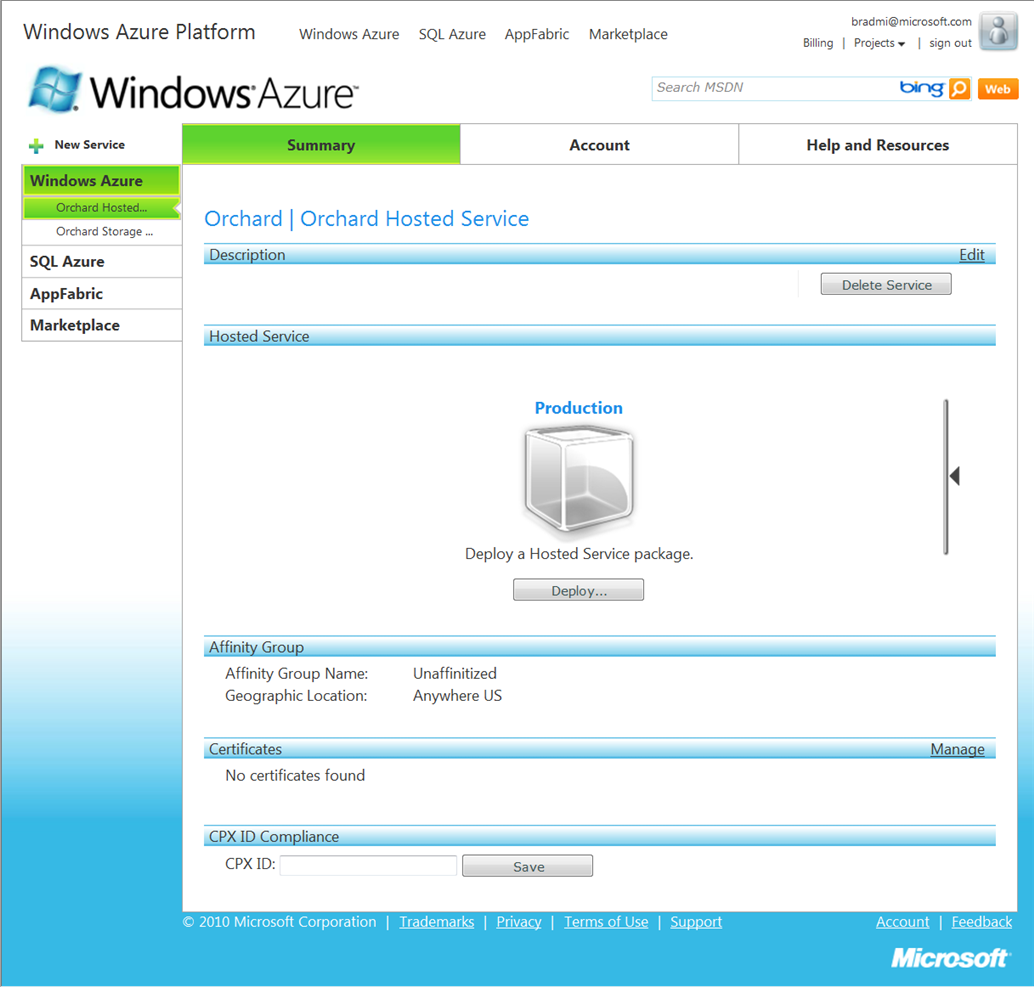 Windows Azure Platform Windows Azure SQL Azure AppFabric Marketplace
bradmi@microsoft.com
Billing | Projects | sign out
Windows Azure™
Search MSDN bing Web
New Service
Summary Account Help and Resources
Windows Azure
Orchard Hosted...
Orchard Storage ...
SQL Azure
AppFabric
Marketplace
Orchard | Orchard Hosted Service
Description Edit
Delete Service
Hosted Service
Production
Deploy a Hosted Service package.
Deploy...
Affinity Group
Affinity Group Name: Unaffinitized
Geographic Location: Anywhere US
Certificates Manage
No certificates found
CPX ID Compliance
CPX ID: Save
© 2010 Microsoft Corporation | Trademarks | Privacy | Terms of Use | Support Account | Feedback
Microsoft